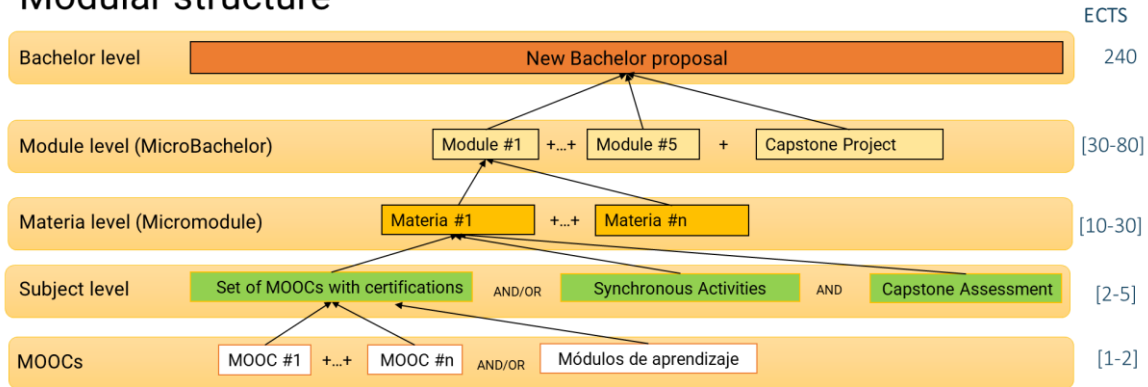 Modular structure
ECTS
Bachelor level New Bachelor proposal 240
Module level (MicroBachelor) Module #1 +...+ Module #5 + Capstone Project [30-80]
Materia level (Micromodule) Materia #1 +...+ Materia #n [10-30]
Subject level Set of MOOCs with certifications AND/OR Synchronous Activities AND Capstone Assessment [2-5]
MOOCs MOOC #1 +...+ MOOC #n AND/OR Módulos de aprendizaje [1-2]